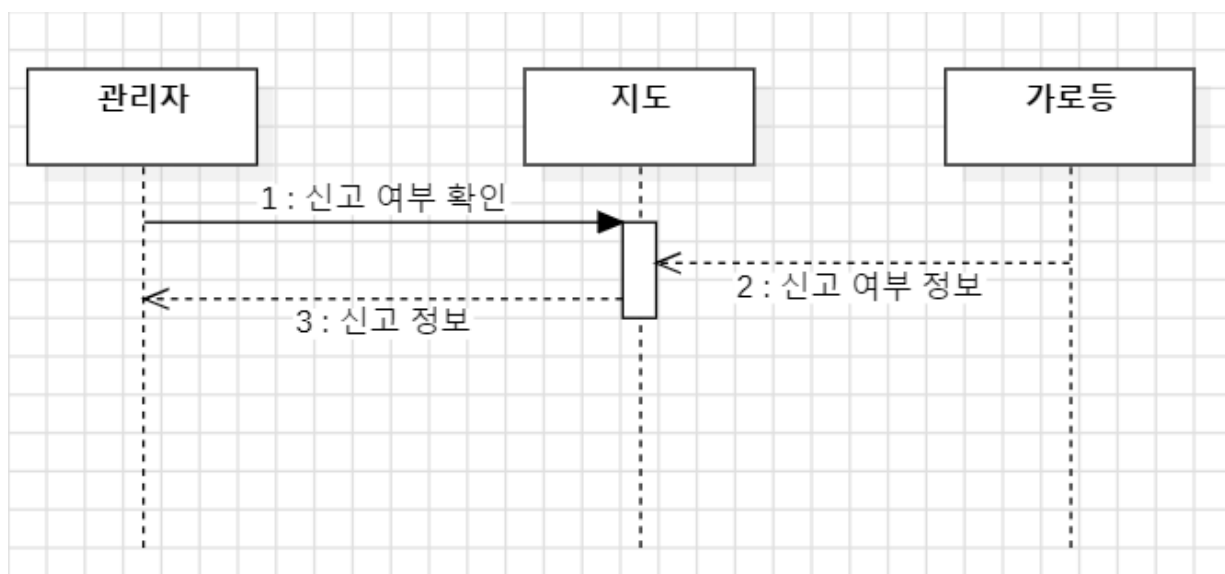 관리자
지도
가로등
1 : 신고 여부 확인
2 : 신고 여부 정보
3 : 신고 정보